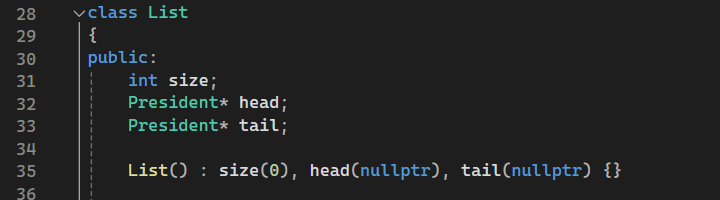 28 class List
29 {
30 public:
31 int size;
32 President* head;
33 President* tail;
34
35 List() : size(0), head(nullptr), tail(nullptr) {}
36